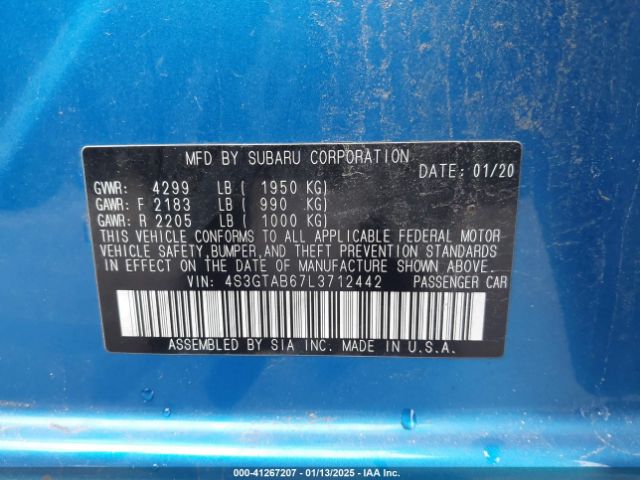 MFD BY SUBARU CORPORATION
DATE: 01/20
GVWR: 4299 LB ( 1950 KG)
GAWR: F 2183 LB ( 990 KG)
GAWR: R 2205 LB ( 1000 KG)
THIS VEHICLE CONFORMS TO ALL APPLICABLE FEDERAL MOTOR
VEHICLE SAFETY, BUMPER, AND THEFT PREVENTION STANDARDS
IN EFFECT ON THE DATE OF MANUFACTURE SHOWN ABOVE.
VIN: 4S3GTAB67L3712442 PASSENGER CAR
ASSEMBLED BY SIA INC. MADE IN U.S.A.
000-41267207 - 01/13/2025 - IAA Inc.